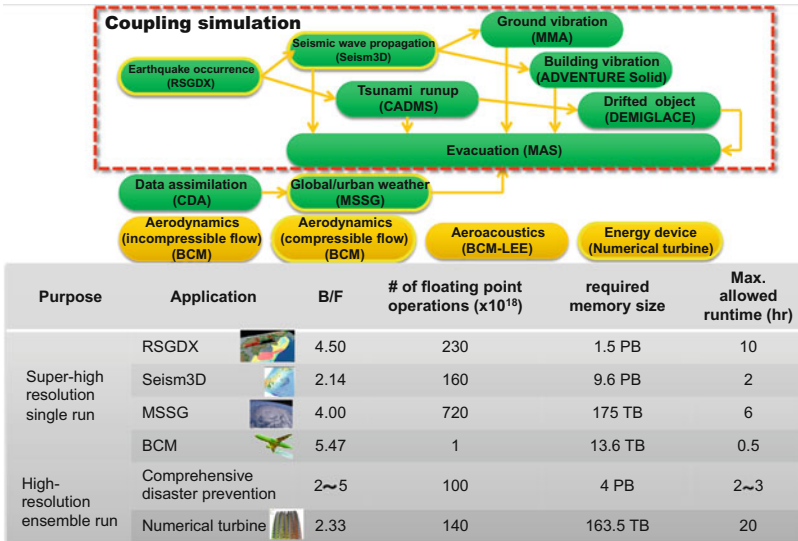 Coupling simulation
Ground vibration
(MMA)
Seismic wave propagation
(Seism3D)
Building vibration
(ADVENTURE Solid)
Earthquake occurrence
(RSGDX)
Tsunami runup
(CADMS)
Drifted object
(DEMIGLACE)
Evacuation (MAS)
Data assimilation
(CDA)
Global/urban weather
(MSSG)
Aerodynamics
(incompressible flow)
(BCM)
Aerodynamics
(compressible flow)
(BCM)
Aeroacoustics
(BCM-LEE)
Energy device
(Numerical turbine)
Purpose
Application
B/F
# of floating point
operations (x10¹⁸)
required
memory size
Max.
allowed
runtime (hr)
Super-high
resolution
single run
RSGDX 4.50 230 1.5 PB 10
Seism3D 2.14 160 9.6 PB 2
MSSG 4.00 720 175 TB 6
BCM 5.47 1 13.6 TB 0.5
High-
resolution
ensemble run
Comprehensive
disaster prevention
2~5 100 4 PB 2~3
Numerical turbine 2.33 140 163.5 TB 20